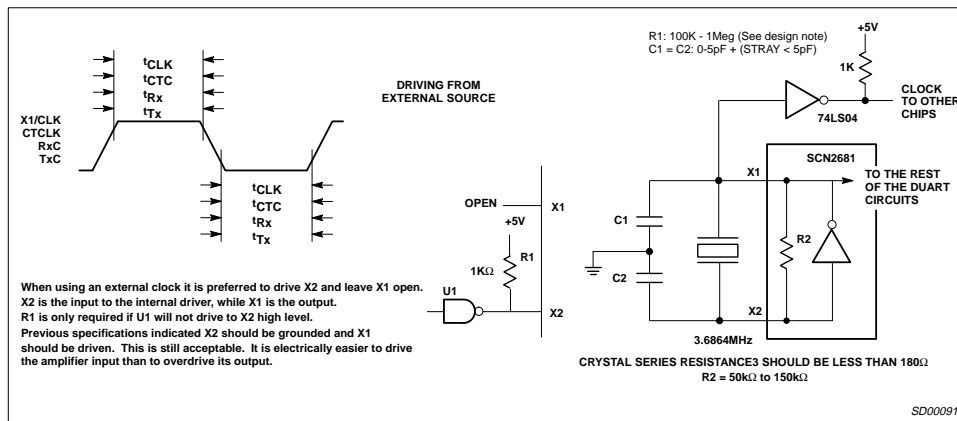 R1: 100K - 1Meg (See design note)
C1 = C2: 0-5pF + (STRAY < 5pF)
+5V
1K
CLOCK
TO OTHER
CHIPS
74LS04
tCLK
tCTC
tRx
tTx
DRIVING FROM
EXTERNAL SOURCE
X1/CLK
CTCLK
RxC
TxC
tCLK
tCTC
tRx
tTx
OPEN
X1
+5V
R1
1KΩ
U1
X2
SCN2681
X1
TO THE REST
OF THE DUART
CIRCUITS
C1
R2
C2
X2
3.6864MHz
When using an external clock it is preferred to drive X2 and leave X1 open.
X2 is the input to the internal driver, while X1 is the output.
R1 is only required if U1 will not drive to X2 high level.
Previous specifications indicated X2 should be grounded and X1
should be driven. This is still acceptable. It is electrically easier to drive
the amplifier input than to overdrive its output.
CRYSTAL SERIES RESISTANCE3 SHOULD BE LESS THAN 180Ω
R2 = 50kΩ to 150kΩ
SD00091